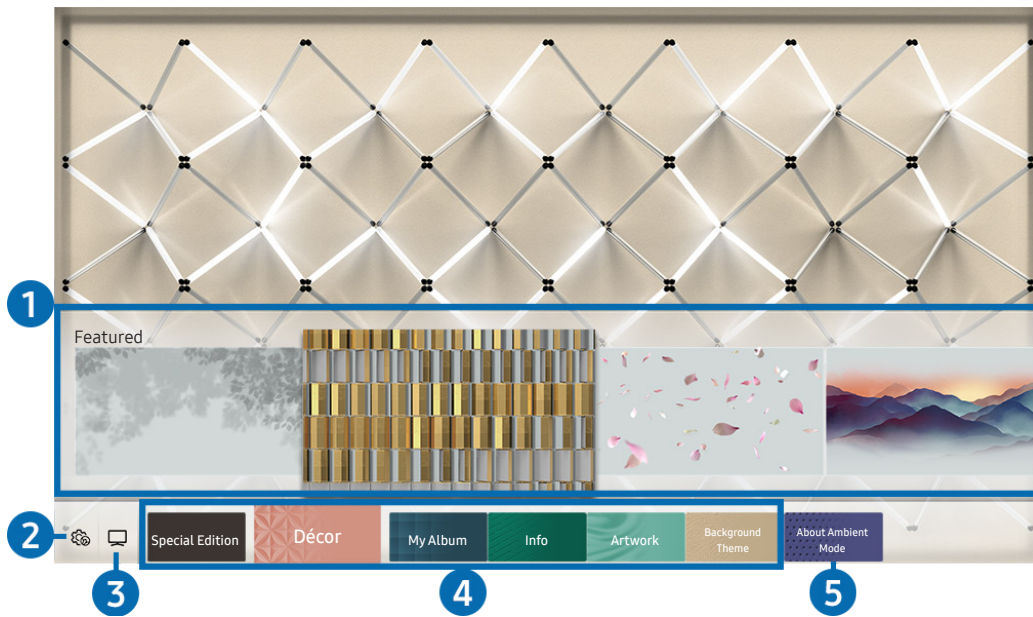 1
Featured
2
3
Special Edition
Décor
My Album
Info
Artwork
Background
Theme
About Ambient
Mode
4
5